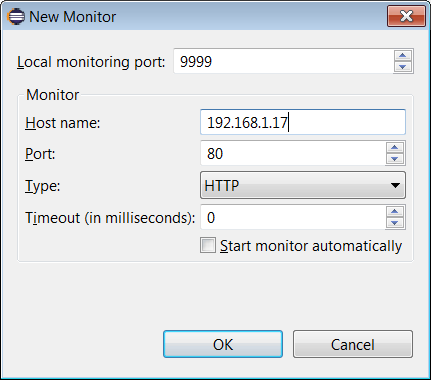 New Monitor
Local monitoring port: 9999
Monitor
Host name: 192.168.1.17
Port: 80
Type: HTTP
Timeout (in milliseconds): 0
Start monitor automatically
OK Cancel